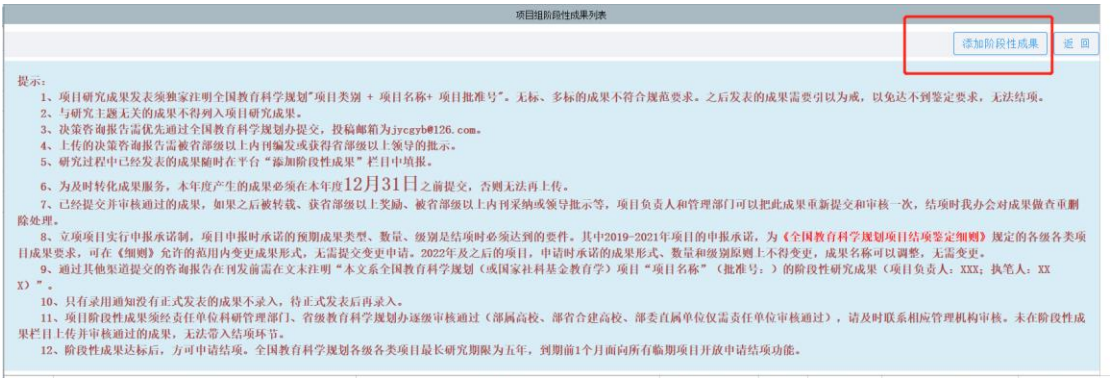 项目组阶段性成果列表
添加阶段性成果 返 回
提示：
1、项目研究成果发表须独家注明全国教育科学规划"项目类别 + 项目名称+ 项目批准号"。无标、多标的成果不符合规范要求。之后发表的成果需要引以为戒，以免达不到鉴定要求，无法结项。
2、与研究主题无关的成果不得列入项目研究成果。
3、决策咨询报告需优先通过全国教育科学规划办提交，投稿邮箱为jycgyb@126.com。
4、上传的决策咨询报告需被省部级以上内刊编发或获得省部级以上领导的批示。
5、研究过程中已经发表的成果随时在平台“添加阶段性成果”栏目中填报。
6、为及时转化成果服务，本年度产生的成果必须在本年度12月31日之前提交，否则无法再上传。
7、已经提交并审核通过的成果，如果之后被转载、获省部级以上奖励、被省部级以上内刊采纳或领导批示等，项目负责人和管理部门可以把此成果重新提交和审核一次，结项时我办会对成果做查重删
除处理。
8、立项项目实行申报承诺制，项目申报时承诺的预期成果类型、数量、级别是结项时必须达到的要件。其中2019-2021年项目的申报承诺，为《全国教育科学规划项目结项鉴定细则》规定的各级各类项
目成果要求，可在《细则》允许的范用内变更成果形式，无需提交变更申请。2022年及之后的项目，申请时承诺的成果形式、数量和级别原则上不得变更，成果名称可以调整，无需变更。
9、通过其他渠道提交的咨询报告在刊发前需在文末注明“本文系全国教育科学规划（或国家社科基金教育学）项目“项目名称”（批准号：）的阶段性研究成果（项目负责人：XXX；执笔人：XX
X）”。
10、只有录用通知没有正式发表的成果不录入，待正式发表后再录入。
11、项目阶段性成果须经责任单位科研管理部门、省级教育科学规划办逐级审核通过（部属高校、部省合建高校、部委直属单位仅需责任单位审核通过），请及时联系相应管理机构审核。未在阶段性成
果栏目上传并审核通过的成果，无法带入结项环节。
12、阶段性成果达标后，方可申请结项。全国教育科学规划各级各类项目最长研究期限为五年，到期前1个月面向所有临期项目开放申请结项功能。